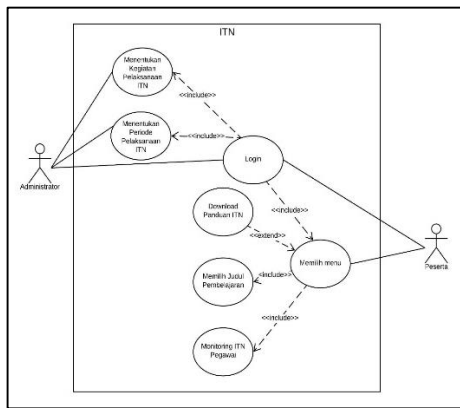 ITN
Menentukan
Kegiatan
Pelaksanaan
ITN
<<include>>
Menentukan
Periode
Pelaksanaan
ITN
<<include>>
Login
Administrator
<<include>>
Download
Panduan ITN
<<extend>>
Memilih menu
Peserta
Memilih Judul
Pembelajaran
<<include>>
<<include>>
Monitoring ITN
Pegawai